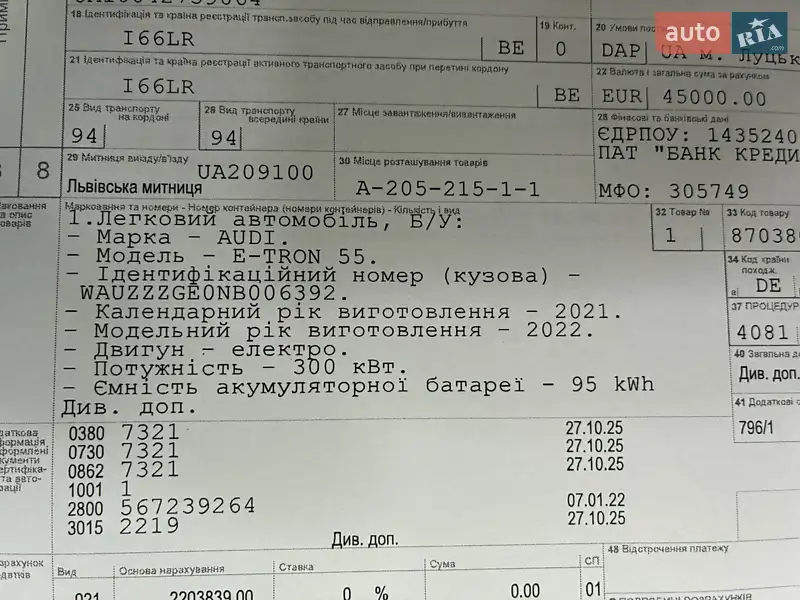 18 Ідентифікація та країна реєстрації трансп.засобу під час відправлення/прибуття
19 Конт.
I66LR BE 0
20 Умови
DAP UA м. Луцьк
auto RIA .com
21 Ідентифікація та країна реєстрації активного транспортного засобу при перетині кордону
I66LR BE
22 Валюта і загальна сума за рахунком
EUR 45000.00
25 Вид транспорту на кордоні
94
26 Вид транспорту всередині країни
94
27 Місце завантаження/вивантаження
28 Фінансові та банківські дані
ЄДРПОУ: 1435240
ПАТ "БАНК КРЕДИ
МФО: 305749
8
29 Митниця виїзду/в'їзду
UA209100
Львівська митниця
30 Місце розташування товарів
A-205-215-1-1
Маркования та номери - Номер контейнера (номери контейнерів) - Кількість і вид
1.Легковий автомобіль, Б/У:
- Марка - AUDI.
- Модель - E-TRON 55.
- Ідентифікаційний номер (кузова) -
WAUZZZGE0NB006392.
- Календарний рік виготовлення - 2021.
- Модельний рік виготовлення - 2022.
- Двигун - електро.
- Потужність - 300 кВт.
- Ємність акумуляторної батареї - 95 kWh
Див. доп.
32 Товар №
1
33 Код товару
87038
34 Код країни походж.
a| DE
37 ПРОЦЕДУР
4081
40 Загальна
Див. доп.
41 Додаткові
796/1
0380 7321 27.10.25
0730 7321 27.10.25
0862 7321 27.10.25
1001 1
2800 567239264 07.01.22
3015 2219 27.10.25
Див. доп.
48 Відстрочення платежу
Вид Основа нарахування Ставка Сума СП
021 2203839.00 0 % 0.00 01